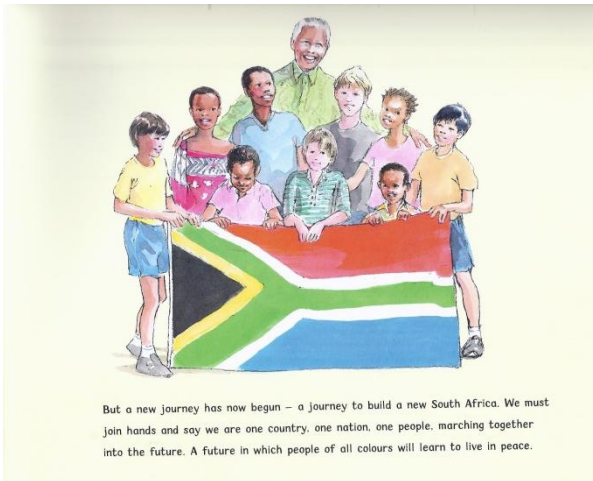 But a new journey has now begun – a journey to build a new South Africa. We must
join hands and say we are one country, one nation, one people, marching together
into the future. A future in which people of all colours will learn to live in peace.